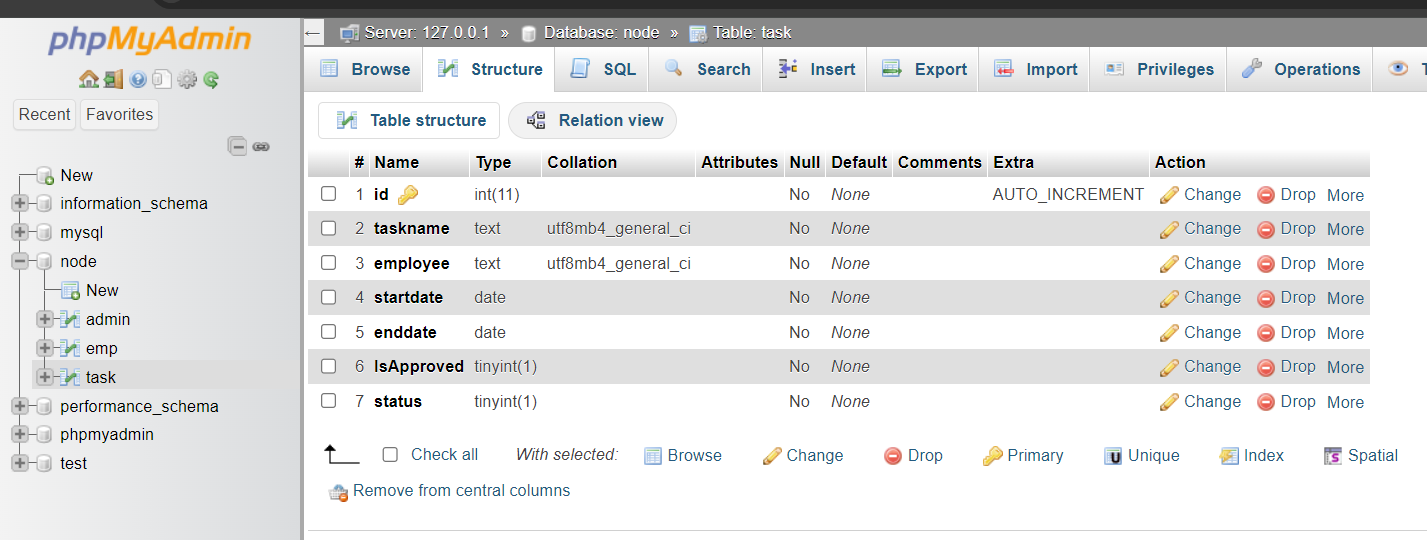 phpMyAdmin
Recent Favorites
New
information_schema
mysql
node
New
admin
emp
task
performance_schema
phpmyadmin
test
← Server: 127.0.0.1 » Database: node » Table: task
Browse Structure SQL Search Insert Export Import Privileges Operations T
Table structure Relation view
# Name Type Collation Attributes Null Default Comments Extra Action
1 id int(11) No None AUTO_INCREMENT Change Drop More
2 taskname text utf8mb4_general_ci No None Change Drop More
3 employee text utf8mb4_general_ci No None Change Drop More
4 startdate date No None Change Drop More
5 enddate date No None Change Drop More
6 IsApproved tinyint(1) No None Change Drop More
7 status tinyint(1) No None Change Drop More
Check all With selected: Browse Change Drop Primary U Unique Index S Spatial
Remove from central columns